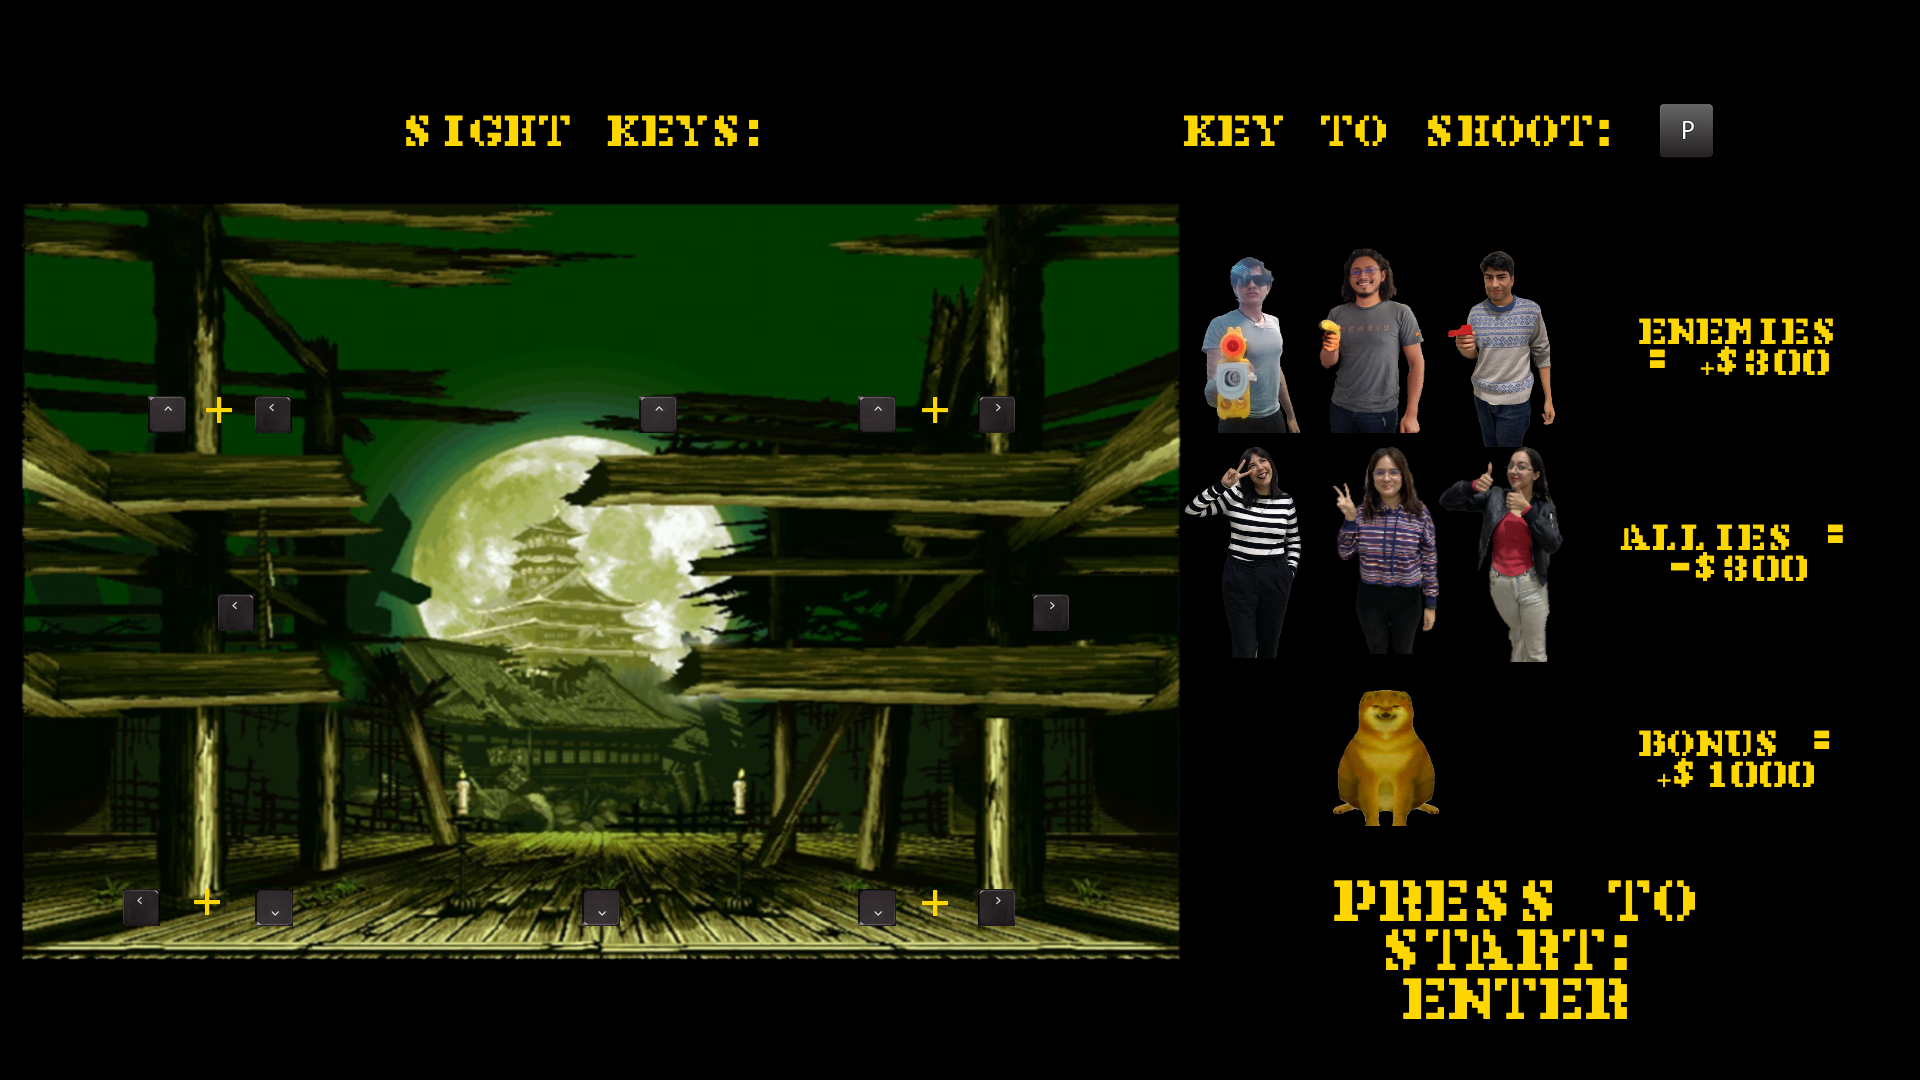 SIGHT KEYS:
KEY TO SHOOT: P
^ + < ^ ^ + >
< >
< + ⌄ ⌄ ⌄ + >
ENEMIES
= +$300
ALLIES =
-$300
BONUS =
+$1000
PRESS TO
START:
ENTER